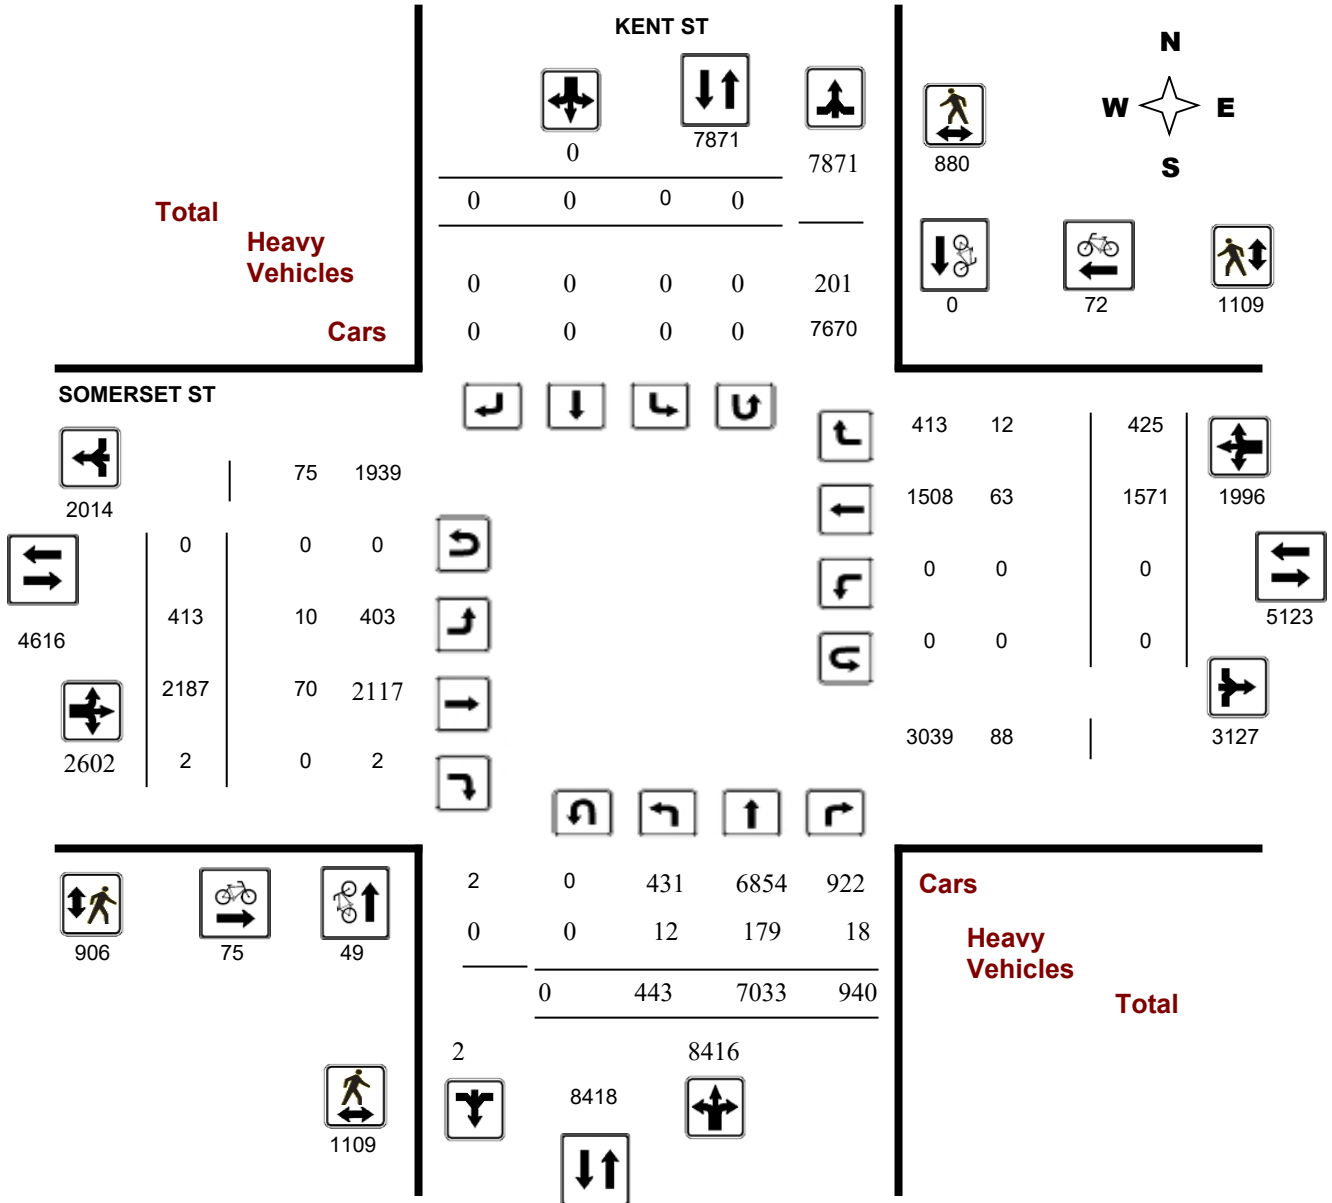 KENT ST
N
W E
S
0
7871
7871
880
Total
0 0 0 0
Heavy
Vehicles
0 0 0 0 201
0
72
1109
Cars
0 0 0 0 7670
SOMERSET ST
413 12 425
75 1939
1508 63 1571
1996
2014
0 0 0
0 0 0
413 10 403
5123
4616
0 0 0
2187 70 2117
3039 88
3127
2602
2 0 2
2 0 431 6854 922
Cars
906
75
49
0 0 12 179 18
Heavy
Vehicles
0 443 7033 940
Total
2
8416
8418
1109